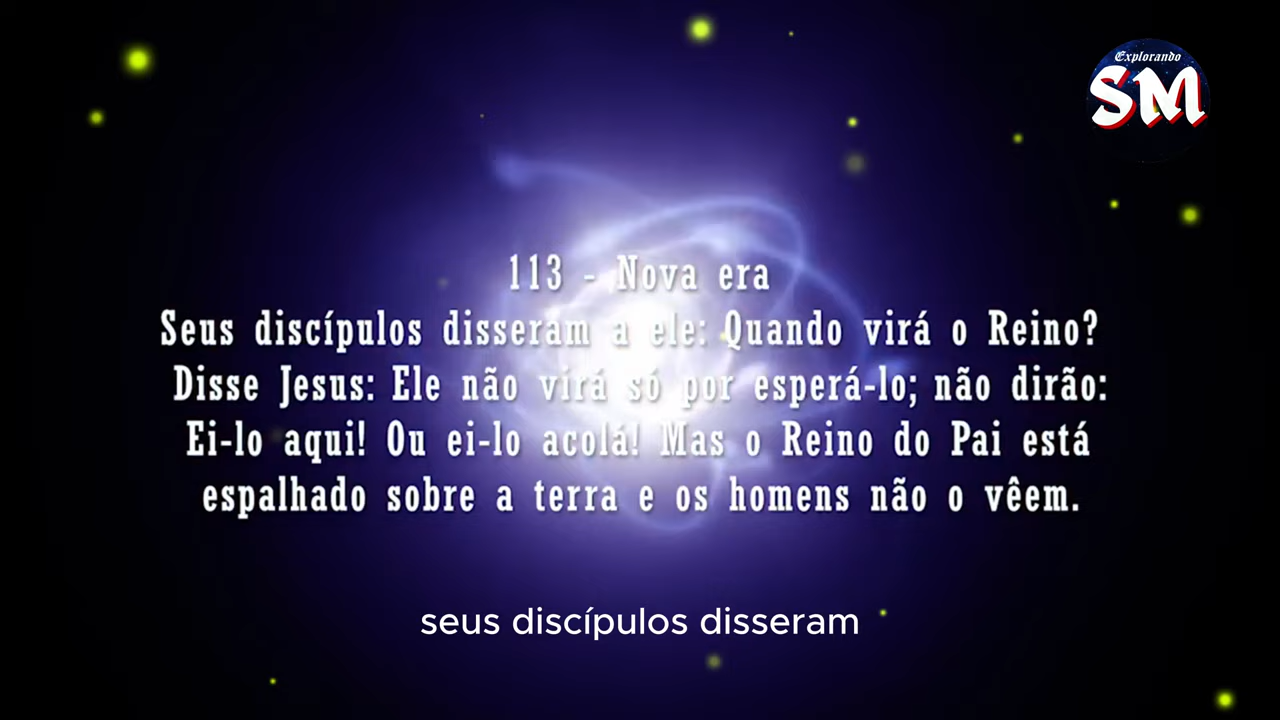 Explorando
SM
113 - Nova era
Seus discípulos disseram a ele: Quando virá o Reino?
Disse Jesus: Ele não virá só por esperá-lo; não dirão:
Ei-lo aqui! Ou ei-lo acolá! Mas o Reino do Pai está
espalhado sobre a terra e os homens não o vêem.
seus discípulos disseram